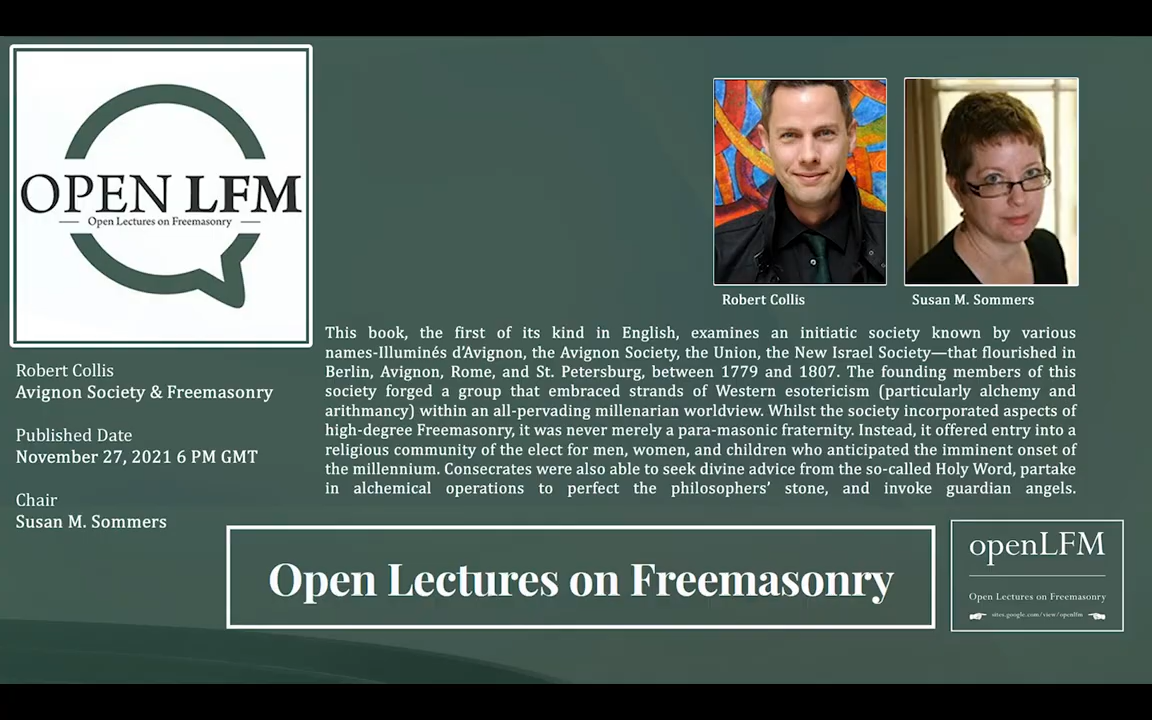 OPEN LFM
Open Lectures on Freemasonry
Robert Collis
Avignon Society & Freemasonry
Published Date
November 27, 2021 6 PM GMT
Chair
Susan M. Sommers
Robert Collis
Susan M. Sommers
This book, the first of its kind in English, examines an initiatic society known by various
names-Illuminés d’Avignon, the Avignon Society, the Union, the New Israel Society—that flourished in
Berlin, Avignon, Rome, and St. Petersburg, between 1779 and 1807. The founding members of this
society forged a group that embraced strands of Western esotericism (particularly alchemy and
arithmancy) within an all-pervading millenarian worldview. Whilst the society incorporated aspects of
high-degree Freemasonry, it was never merely a para-masonic fraternity. Instead, it offered entry into a
religious community of the elect for men, women, and children who anticipated the imminent onset of
the millennium. Consecrates were also able to seek divine advice from the so-called Holy Word, partake
in alchemical operations to perfect the philosophers’ stone, and invoke guardian angels.
Open Lectures on Freemasonry
openLFM
Open Lectures on Freemasonry
sites.google.com/view/openlfm